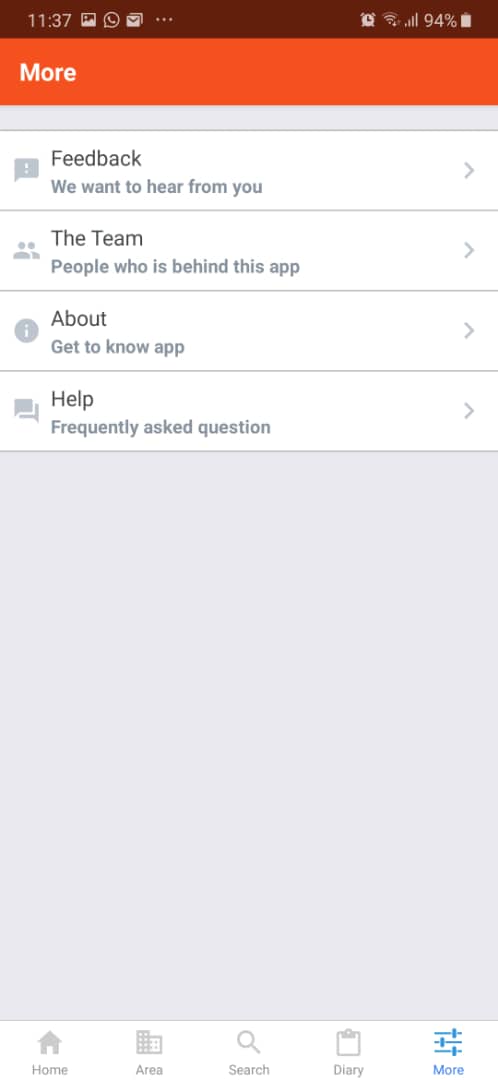 11:37 94%
More
Feedback
We want to hear from you
The Team
People who is behind this app
About
Get to know app
Help
Frequently asked question
Home Area Search Diary More